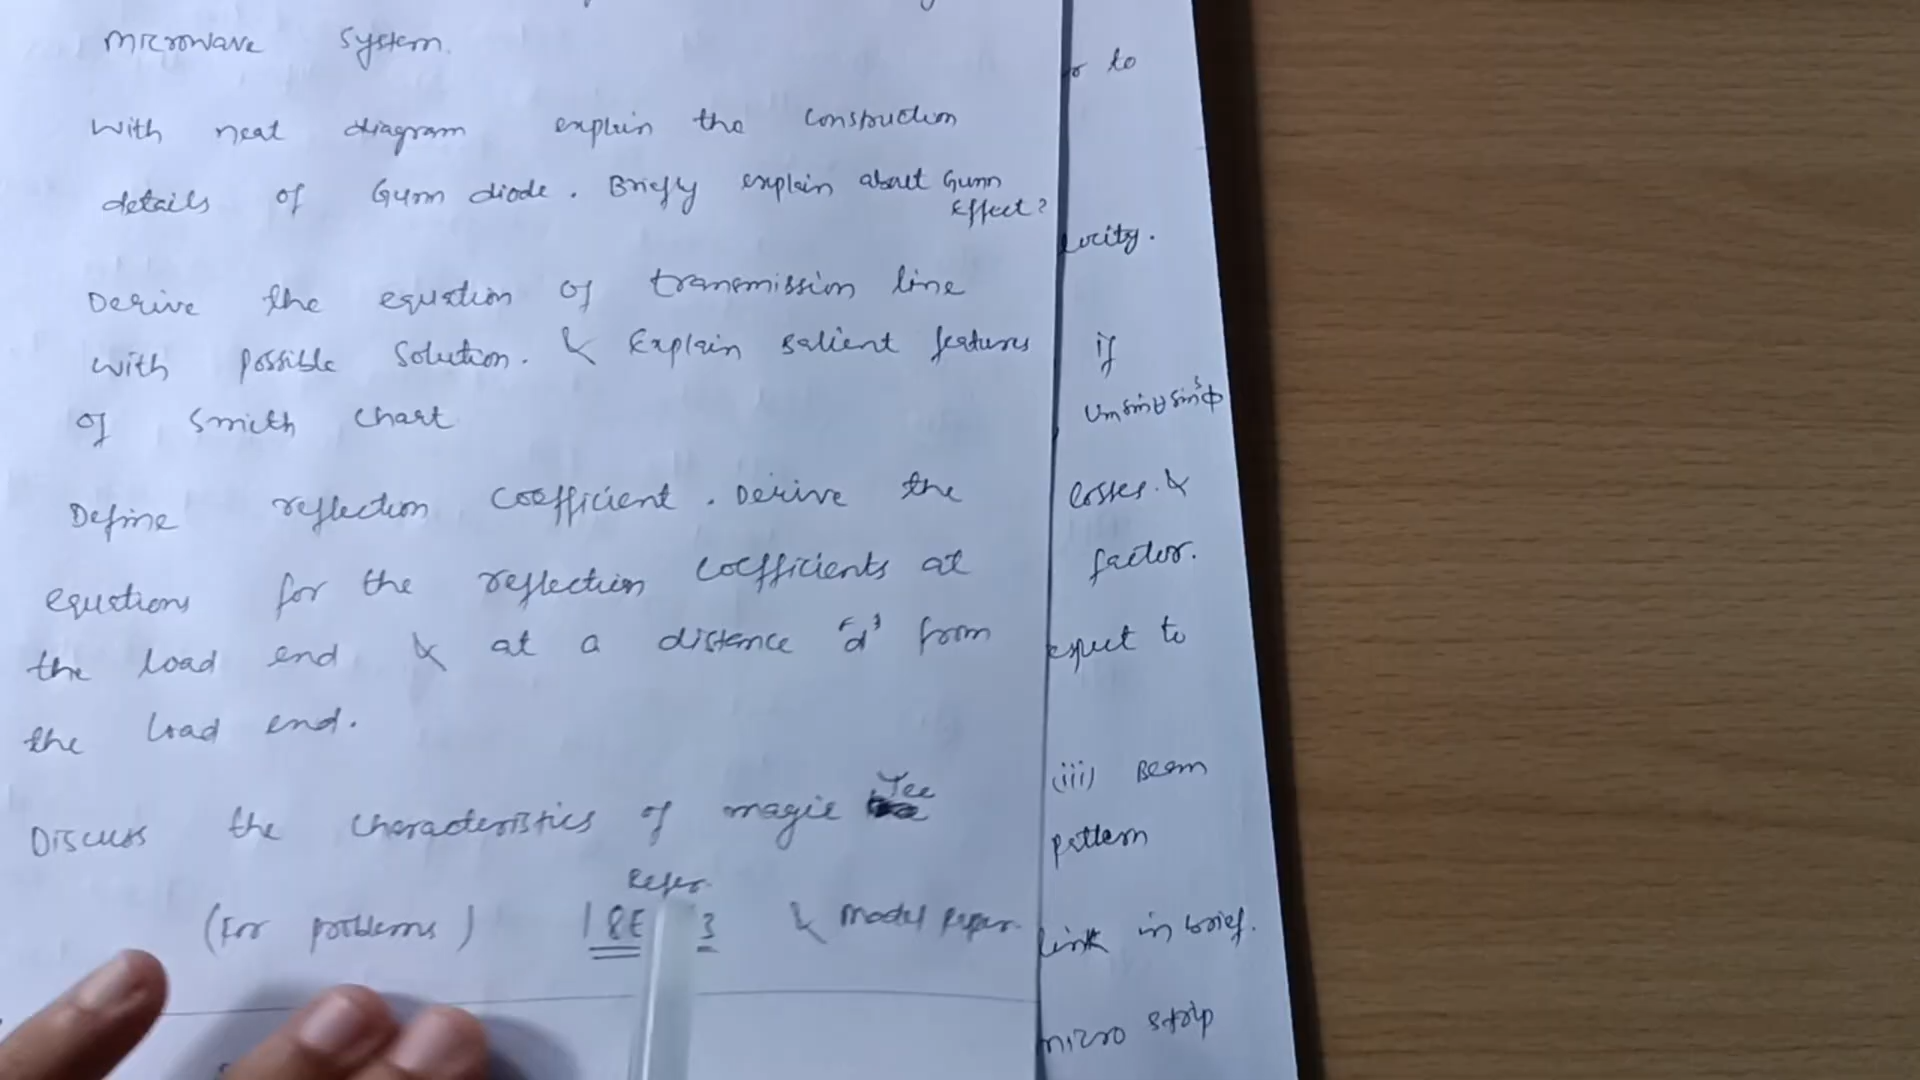 microwave system.
With neat diagram explain the construction
details of Gunn diode. Briefly explain about Gunn
Effect?
Derive the equation of transmission line
with possible solution. & Explain salient features
of Smith chart
Define reflection coefficient. Derive the
equations for the reflection coefficients at
the load end & at a distance 'd' from
the load end.
Discuss the characteristics of magic Tee
Refer
(For problems) 18E 3 & Model paper
to
if
Um sinθ sin³φ
losses. &
factor.
to
(iii) Beam
pattern
link in brief.
micro strip